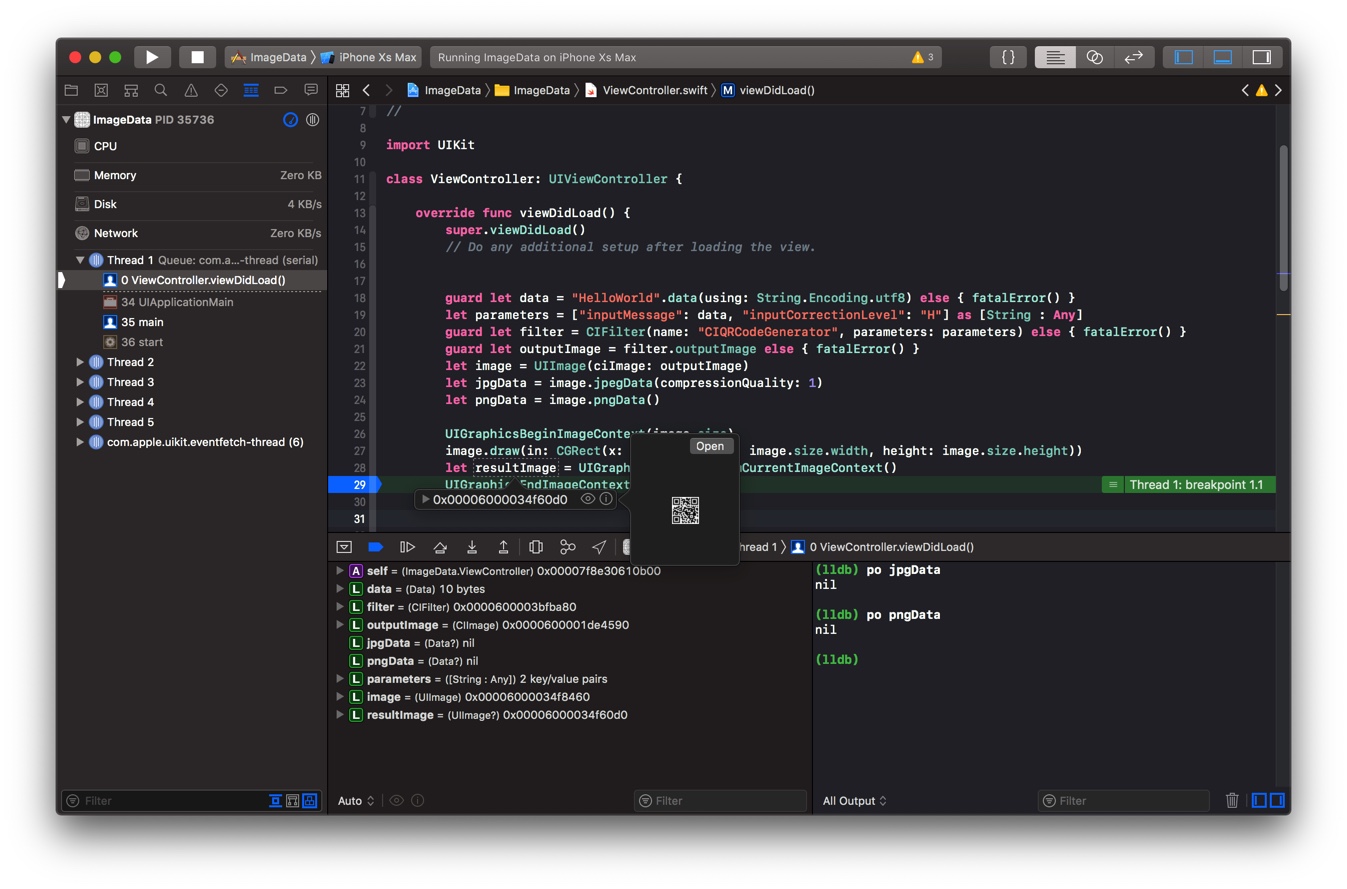 ImageData 〉 iPhone Xs Max
Running ImageData on iPhone Xs Max
3
{ }
ImageData PID 35736
CPU
Memory Zero KB
Disk 4 KB/s
Network Zero KB/s
Thread 1 Queue: com.a...-thread (serial)
0 ViewController.viewDidLoad()
34 UIApplicationMain
35 main
36 start
Thread 2
Thread 3
Thread 4
Thread 5
com.apple.uikit.eventfetch-thread (6)
Filter
ImageData 〉 ImageData 〉 ViewController.swift 〉 M viewDidLoad()
7 //
8
9 import UIKit
10
11 class ViewController: UIViewController {
12
13 override func viewDidLoad() {
14 super.viewDidLoad()
15 // Do any additional setup after loading the view.
16
17
18 guard let data = "HelloWorld".data(using: String.Encoding.utf8) else { fatalError() }
19 let parameters = ["inputMessage": data, "inputCorrectionLevel": "H"] as [String : Any]
20 guard let filter = CIFilter(name: "CIQRCodeGenerator", parameters: parameters) else { fatalError() }
21 guard let outputImage = filter.outputImage else { fatalError() }
22 let image = UIImage(ciImage: outputImage)
23 let jpgData = image.jpegData(compressionQuality: 1)
24 let pngData = image.pngData()
25
26 UIGraphicsBeginImageContext(image.size)
27 image.draw(in: CGRect(x: image.size.width, height: image.size.height))
28 let resultImage = UIGraph CurrentImageContext()
29 UIGraphicsEndImageContext
Thread 1: breakpoint 1.1
30
31
Open
0x00006000034f60d0
hread 1 〉 0 ViewController.viewDidLoad()
A self = (ImageData.ViewController) 0x00007f8e30610b00
L data = (Data) 10 bytes
L filter = (CIFilter) 0x0000600003bfba80
L outputImage = (CIImage) 0x0000600001de4590
L jpgData = (Data?) nil
L pngData = (Data?) nil
L parameters = ([String : Any]) 2 key/value pairs
L image = (UIImage) 0x00006000034f8460
L resultImage = (UIImage?) 0x00006000034f60d0
Auto
Filter
(lldb) po jpgData
nil
(lldb) po pngData
nil
(lldb)
All Output
Filter